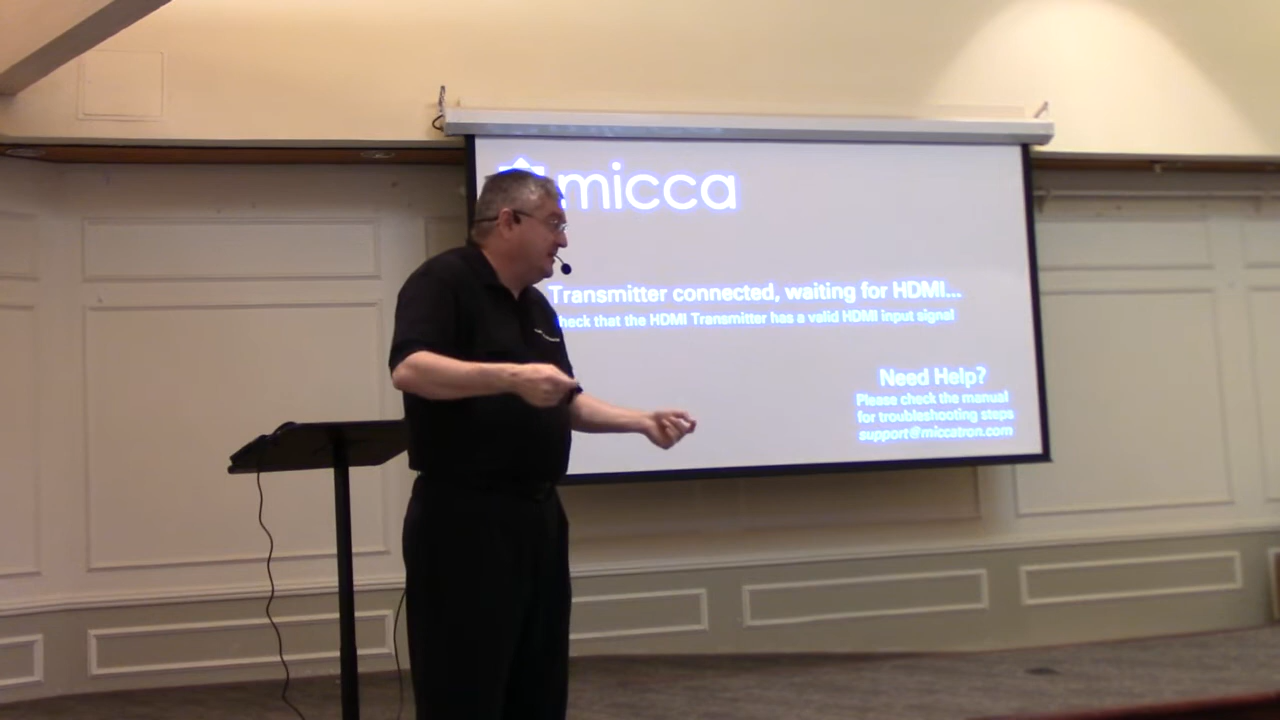 micca
Transmitter connected, waiting for HDMI...
heck that the HDMI Transmitter has a valid HDMI input signal
Need Help?
Please check the manual
for troubleshooting steps
support@miccatron.com